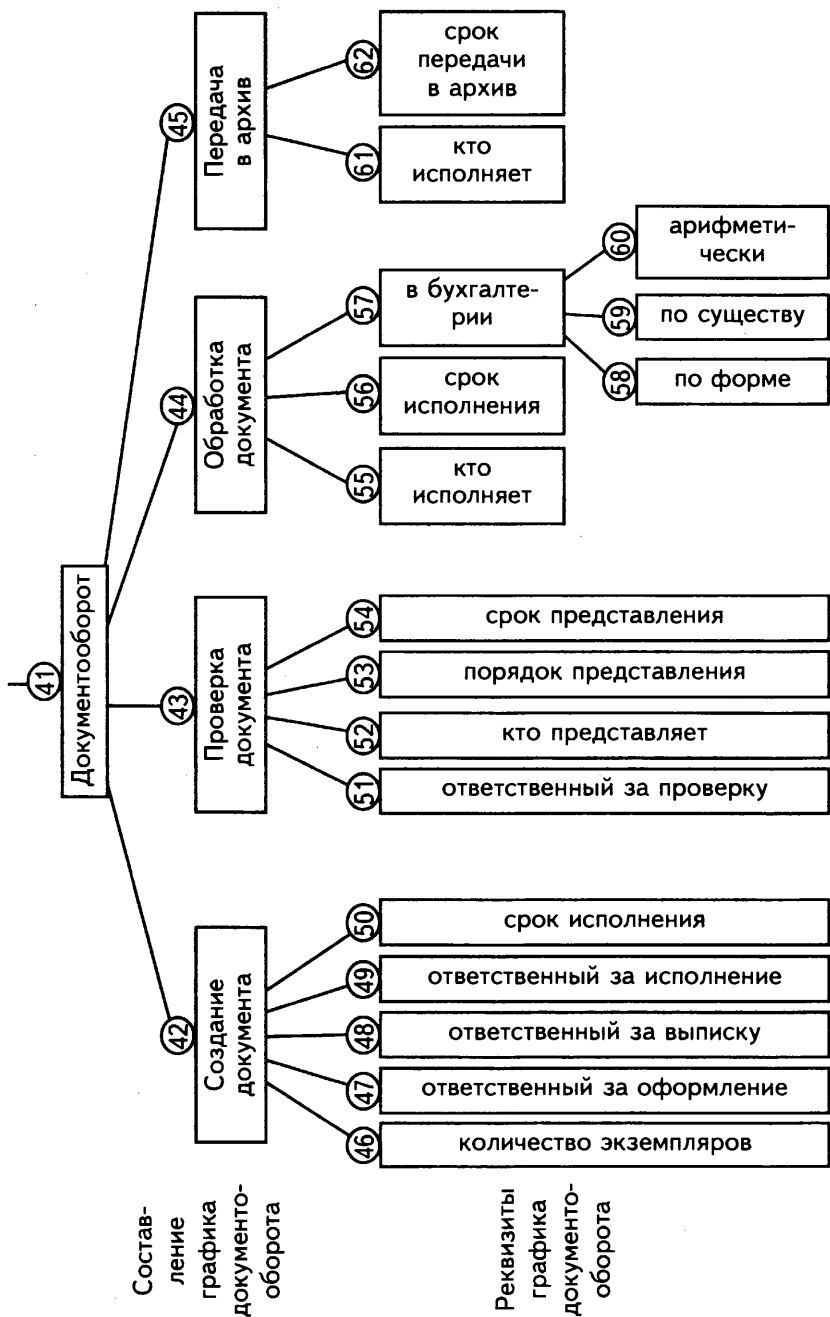 41
Документооборот
Состав-
ление
графика
документо-
оборота
42
Создание
документа
43
Проверка
документа
44
Обработка
документа
45
Передача
в архив
Реквизиты
графика
документо-
оборота
46
количество экземпляров
47
ответственный за оформление
48
ответственный за выписку
49
ответственный за исполнение
50
срок исполнения
51
ответственный за проверку
52
кто представляет
53
порядок представления
54
срок представления
55
кто
исполняет
56
срок
исполнения
57
в бухгалте-
рии
58
по форме
59
по существу
60
арифмети-
чески
61
кто
исполняет
62
срок
передачи
в архив